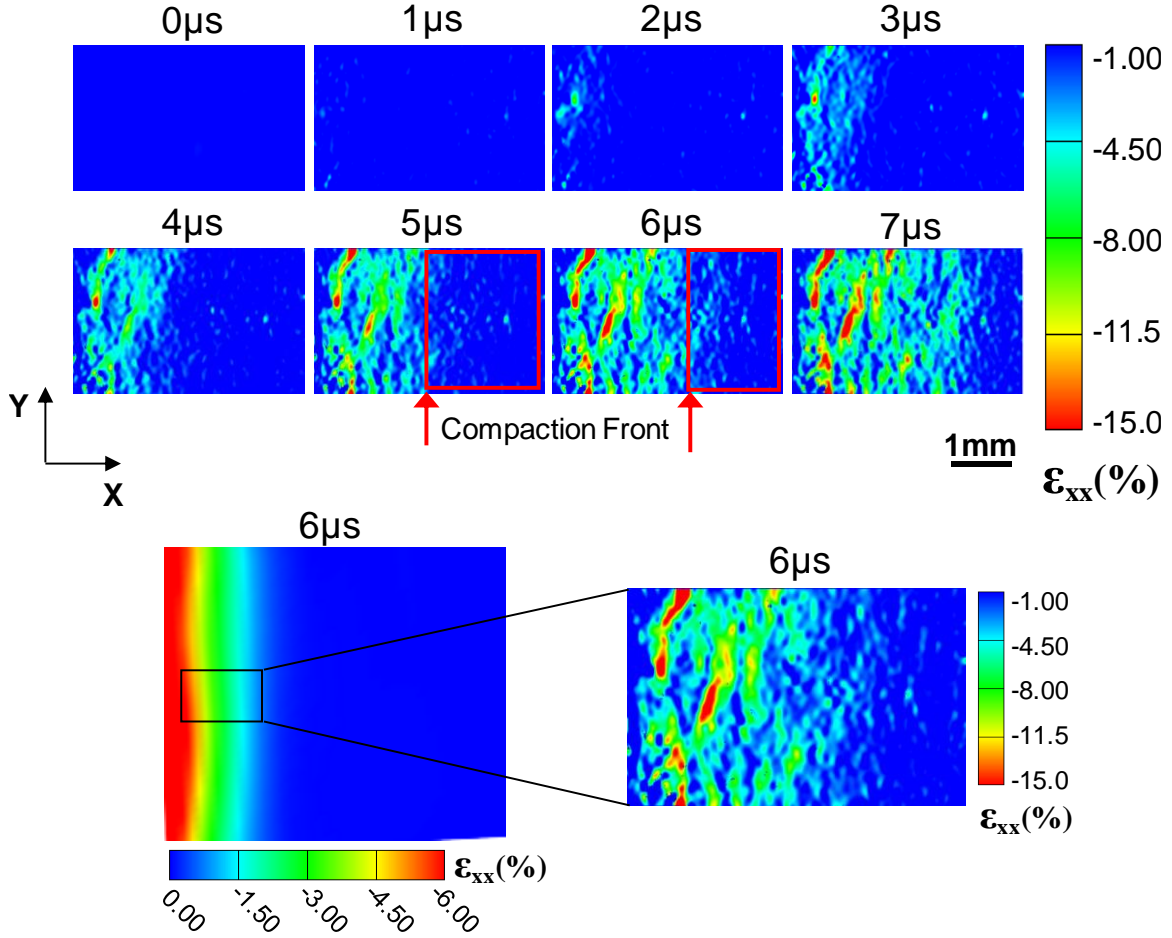 0µs 1µs 2µs 3µs
-1.00
-4.50
-8.00
-11.5
-15.0
4µs 5µs 6µs 7µs
Y
X
Compaction Front
1mm
εxx(%)
6µs
6µs
-1.00
-4.50
-8.00
-11.5
-15.0
εxx(%)
εxx(%)
0.00
-1.50
-3.00
-4.50
-6.00